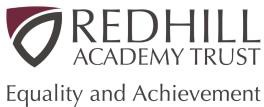 REDHILL
ACADEMY TRUST
Equality and Achievement